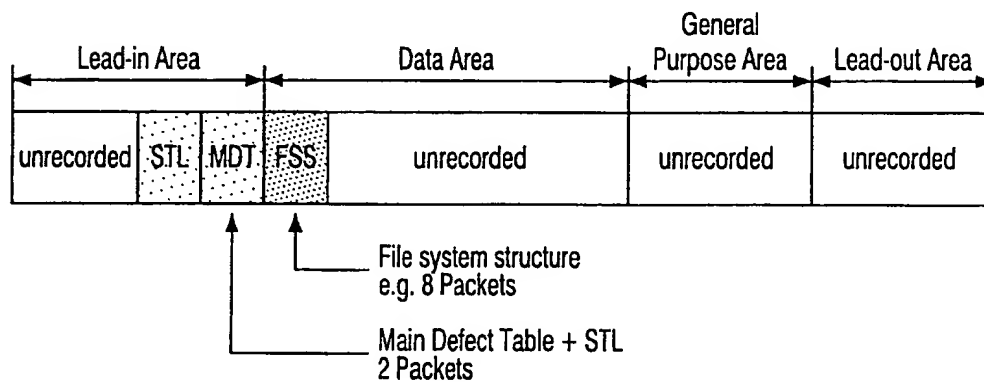 Lead-in Area
Data Area
General
Purpose Area
Lead-out Area
unrecorded
STL
MDT
FSS
unrecorded
unrecorded
unrecorded
File system structure
e.g. 8 Packets
Main Defect Table + STL
2 Packets